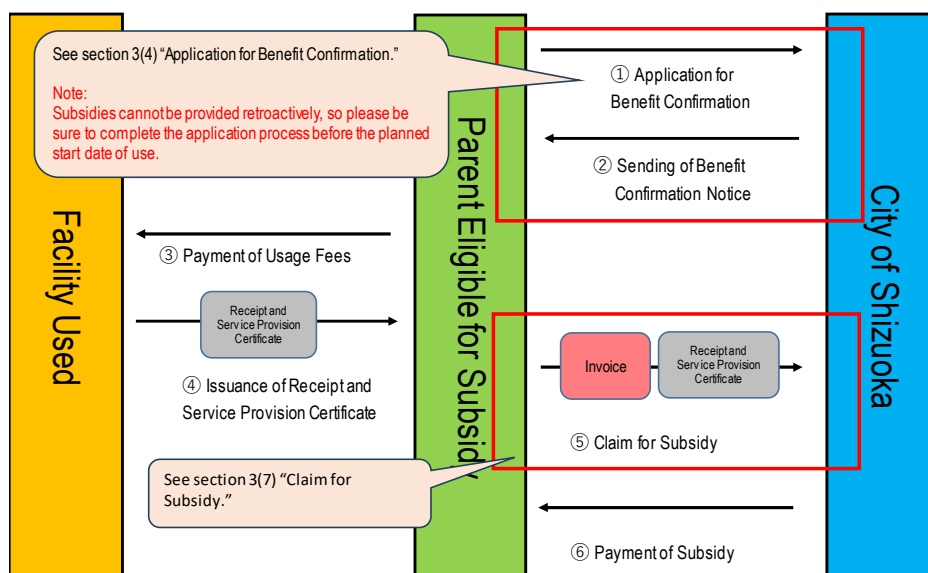 See section 3(4) “Application for Benefit Confirmation.”
Note:
Subsidies cannot be provided retroactively, so please be
sure to complete the application process before the planned
start date of use.
① Application for
Benefit Confirmation
② Sending of Benefit
Confirmation Notice
Facility Used
Parent Eligible for Subsidy
City of Shizuoka
③ Payment of Usage Fees
Receipt and
Service Provision
Certificate
④ Issuance of Receipt and
Service Provision Certificate
Invoice
Receipt and
Service Provision
Certificate
⑤ Claim for Subsidy
See section 3(7) “Claim for
Subsidy.”
⑥ Payment of Subsidy